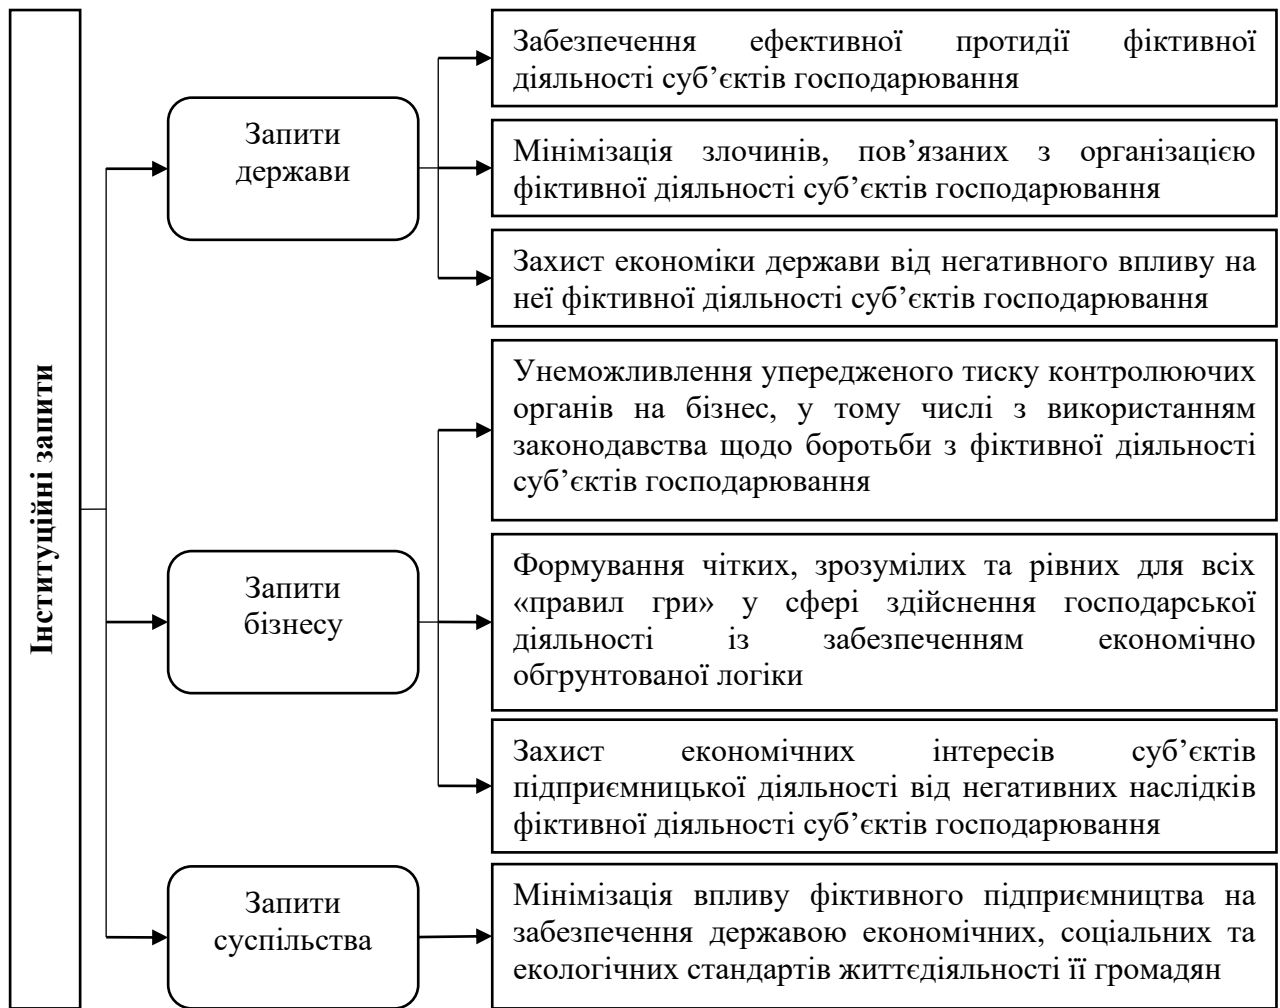 Інституційні запити
Запити
держави
Забезпечення ефективної протидії фіктивної
діяльності суб’єктів господарювання
Мінімізація злочинів, пов’язаних з організацією
фіктивної діяльності суб’єктів господарювання
Захист економіки держави від негативного впливу на
неї фіктивної діяльності суб’єктів господарювання
Запити
бізнесу
Унеможливлення упередженого тиску контролюючих
органів на бізнес, у тому числі з використанням
законодавства щодо боротьби з фіктивної діяльності
суб’єктів господарювання
Формування чітких, зрозумілих та рівних для всіх
«правил гри» у сфері здійснення господарської
діяльності із забезпеченням економічно
обгрунтованої логіки
Захист економічних інтересів суб’єктів
підприємницької діяльності від негативних наслідків
фіктивної діяльності суб’єктів господарювання
Запити
суспільства
Мінімізація впливу фіктивного підприємництва на
забезпечення державою економічних, соціальних та
екологічних стандартів життєдіяльності її громадян